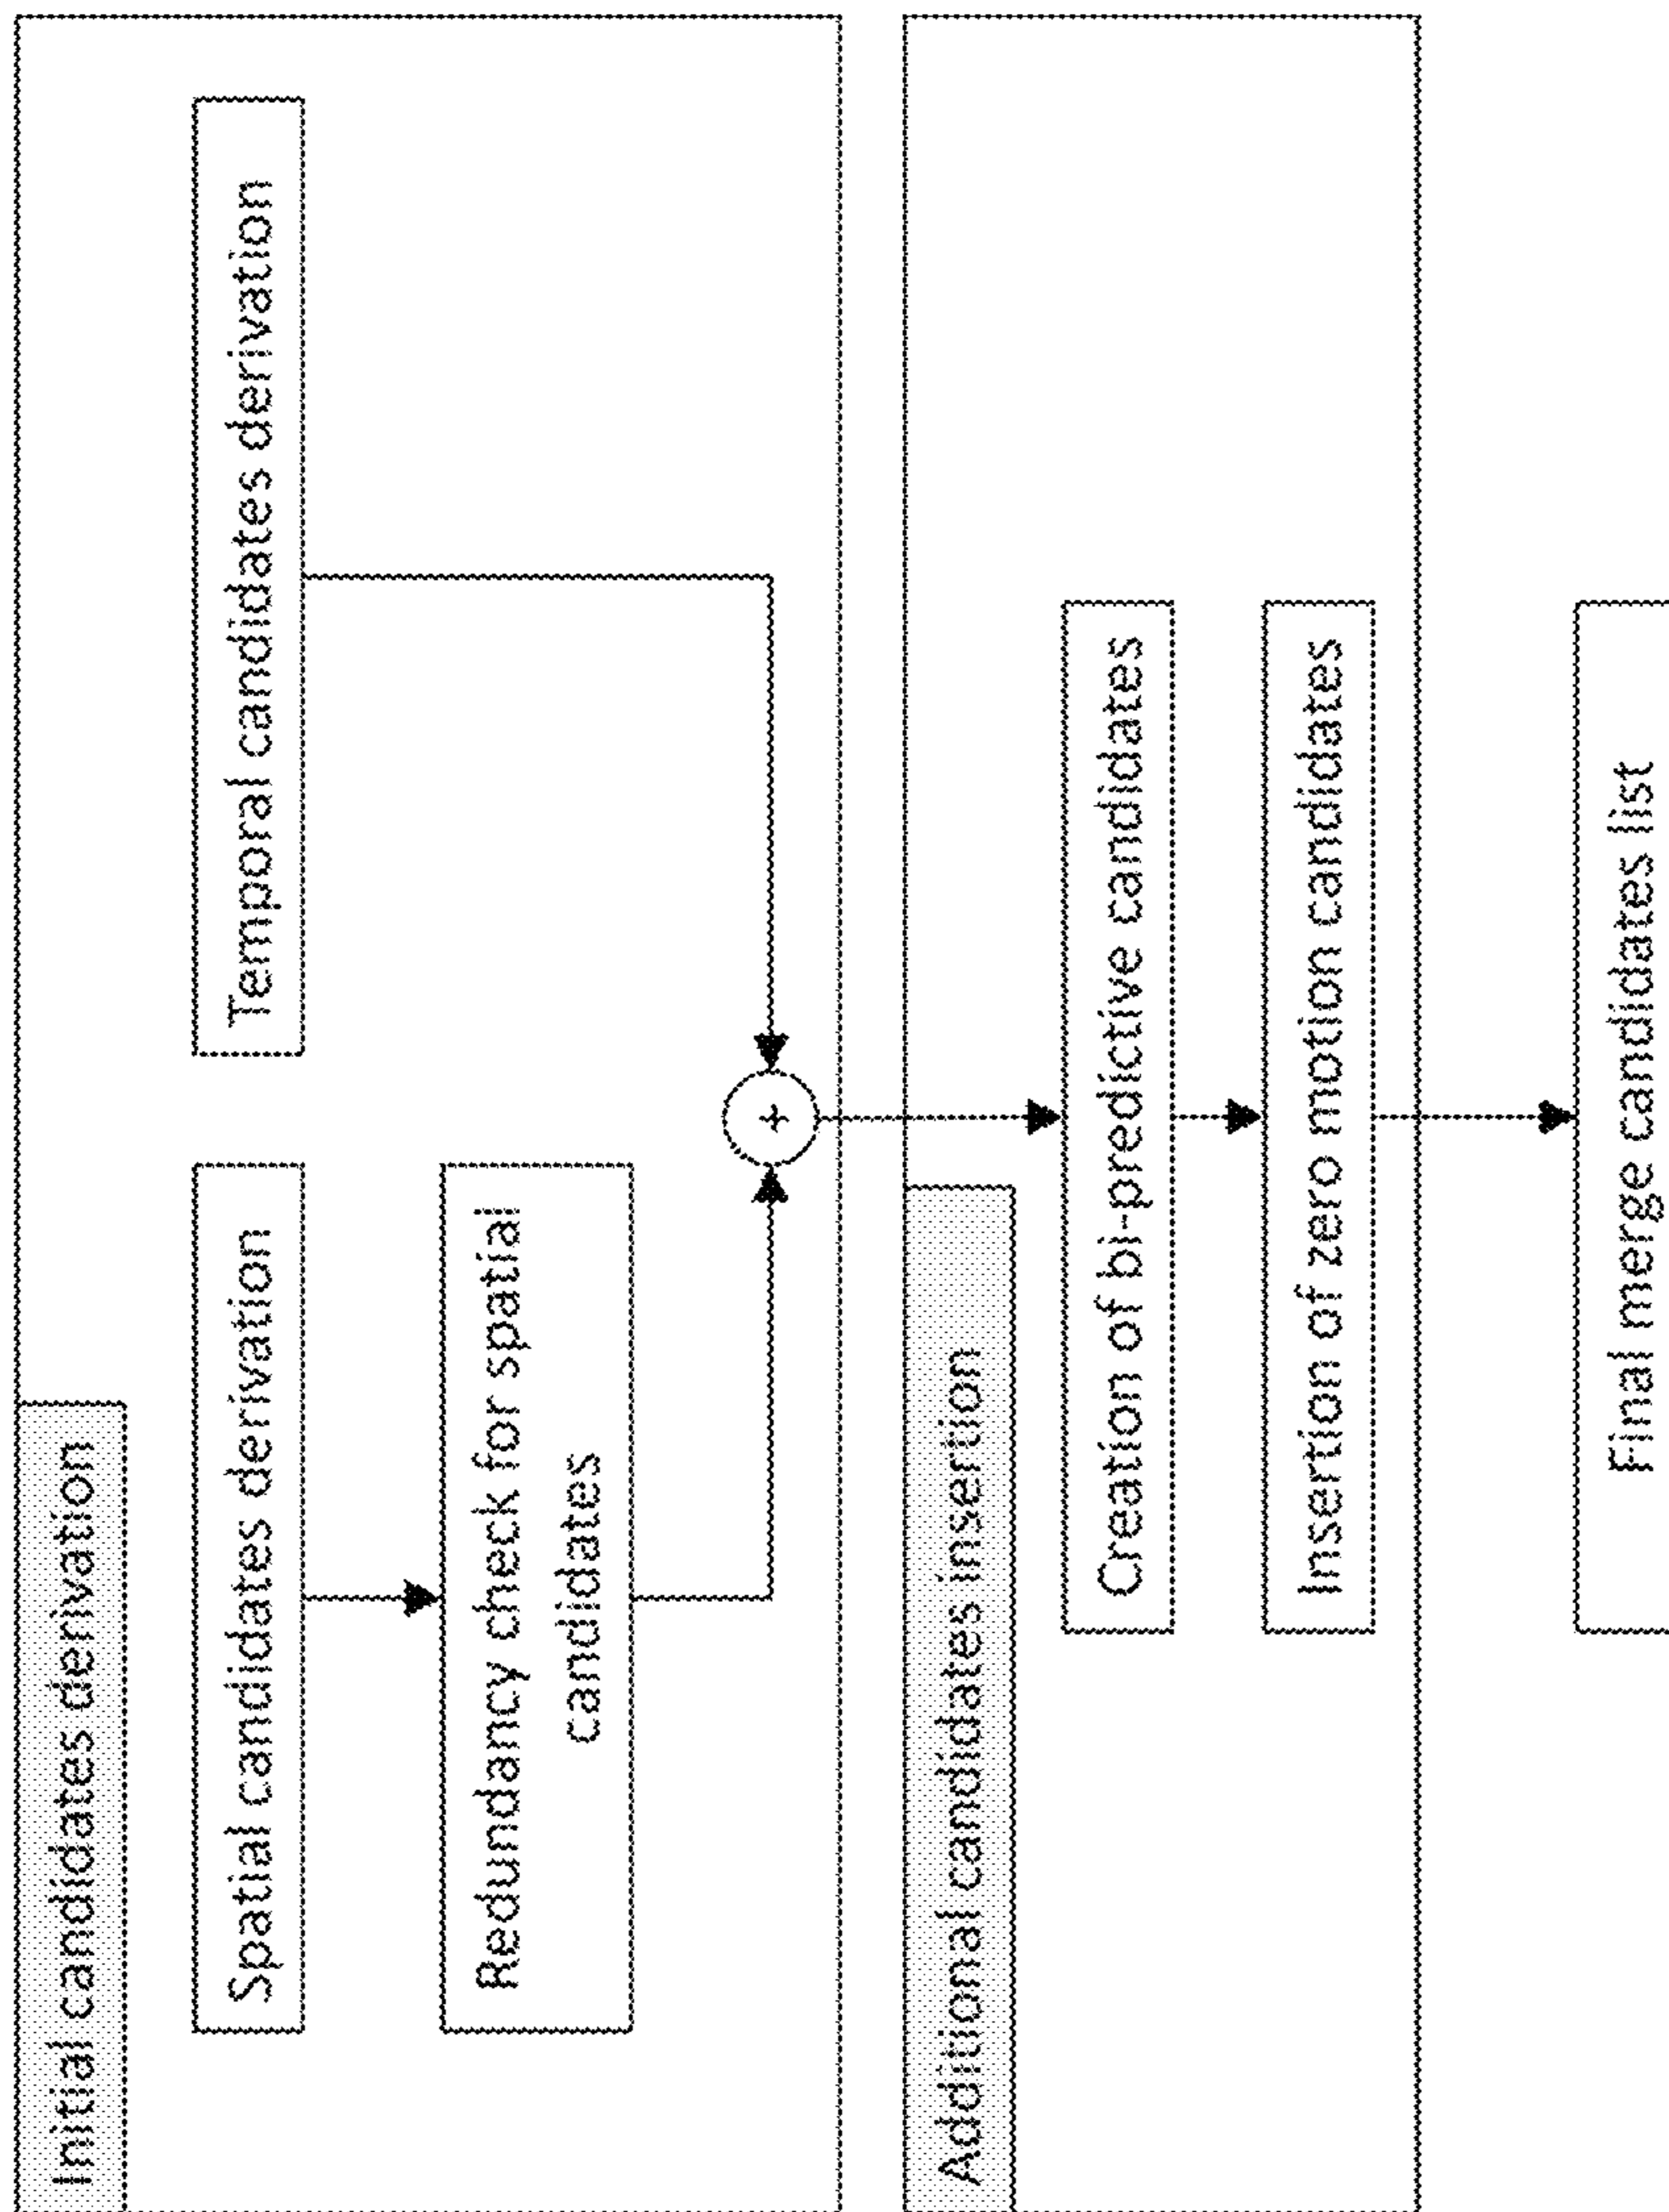 Initial candidates derivation
Spatial candidates derivation
Temporal candidates derivation
Redundancy check for spatial
candidates
+
Additional candidates insertion
Creation of bi-predictive candidates
Insertion of zero motion candidates
Final merge candidates list